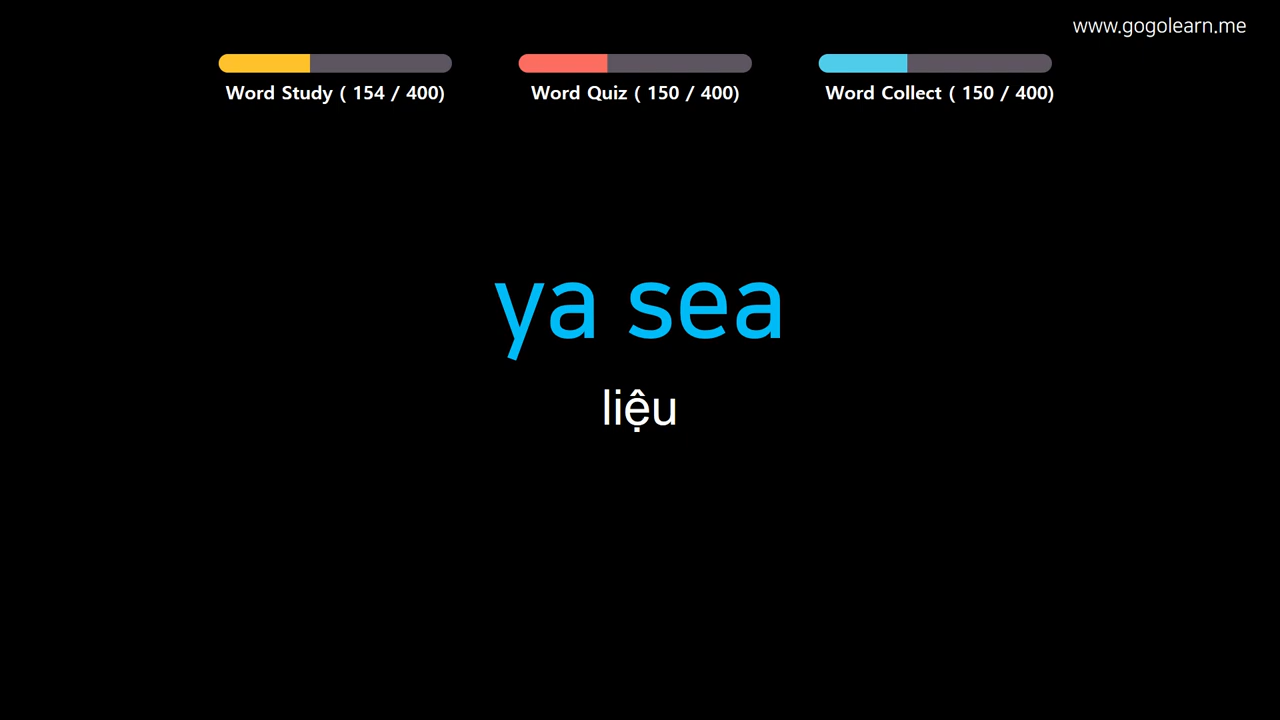 www.gogolearn.me
Word Study ( 154 / 400)
Word Quiz ( 150 / 400)
Word Collect ( 150 / 400)
ya sea
liệu